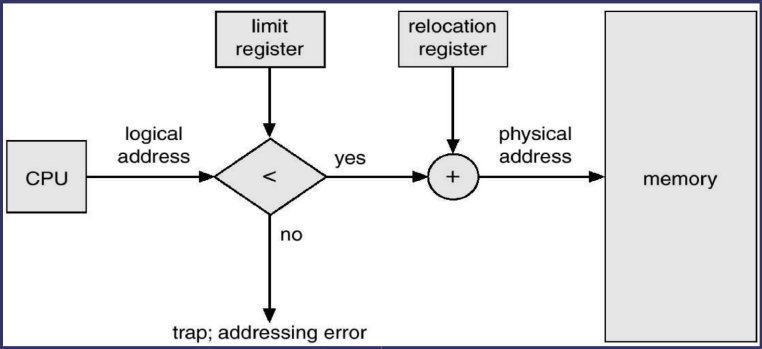 limit
register
relocation
register
logical
address
yes
physical
address
CPU
<
+
memory
no
trap; addressing error